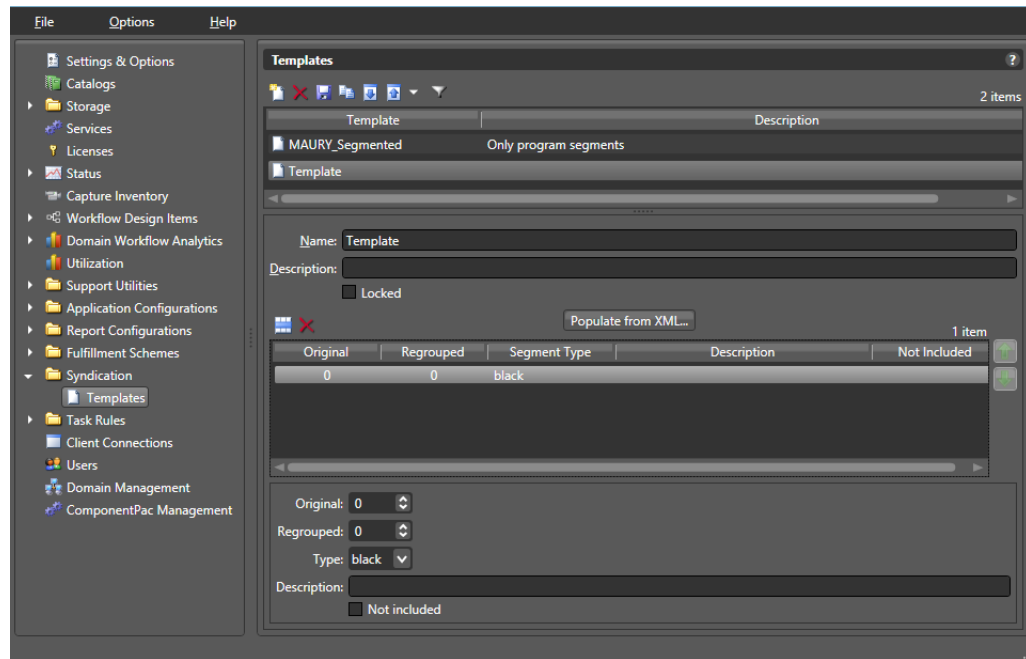 File Options Help
Settings & Options
Catalogs
Storage
Services
Licenses
Status
Capture Inventory
Workflow Design Items
Domain Workflow Analytics
Utilization
Support Utilities
Application Configurations
Report Configurations
Fulfillment Schemes
Syndication
Templates
Task Rules
Client Connections
Users
Domain Management
ComponentPac Management
Templates ?
2 items
Template Description
MAURY_Segmented Only program segments
Template
Name: Template
Description:
Locked
Populate from XML...
1 item
Original Regrouped Segment Type Description Not Included
0 0 black
Original: 0
Regrouped: 0
Type: black
Description:
Not included